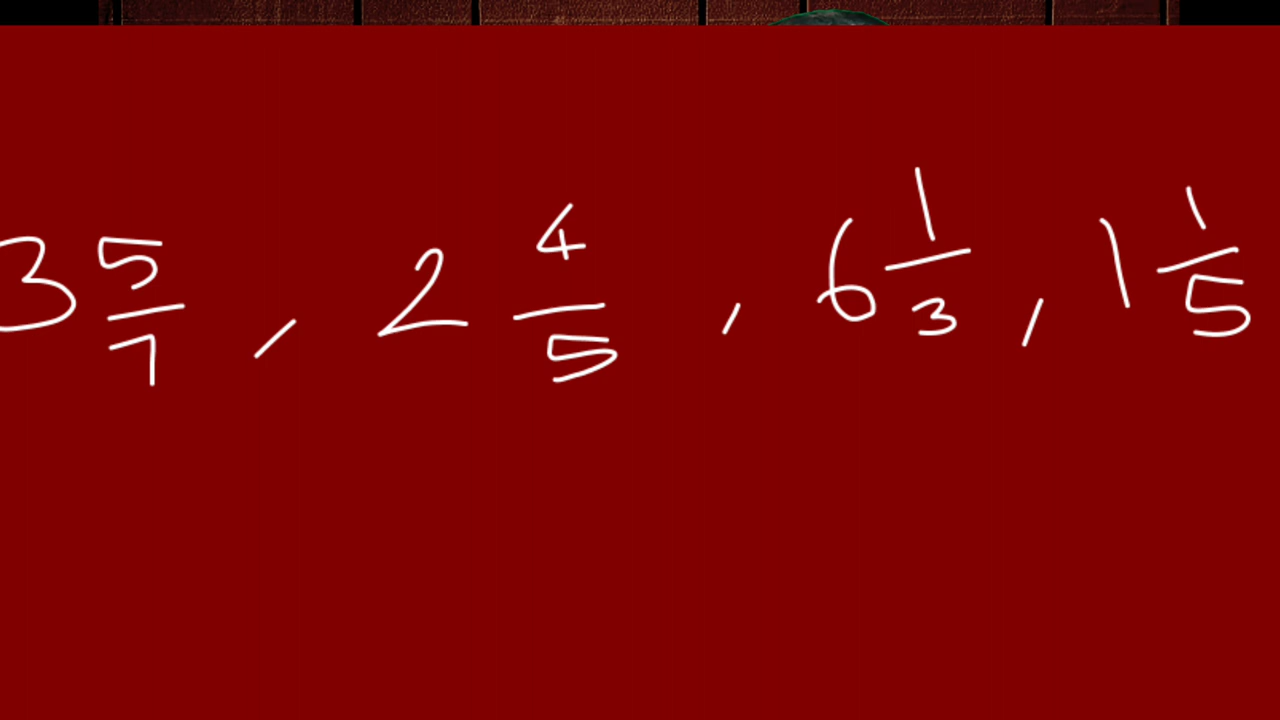 3 5/7 , 2 4/5 , 6 1/3 , 1 1/5